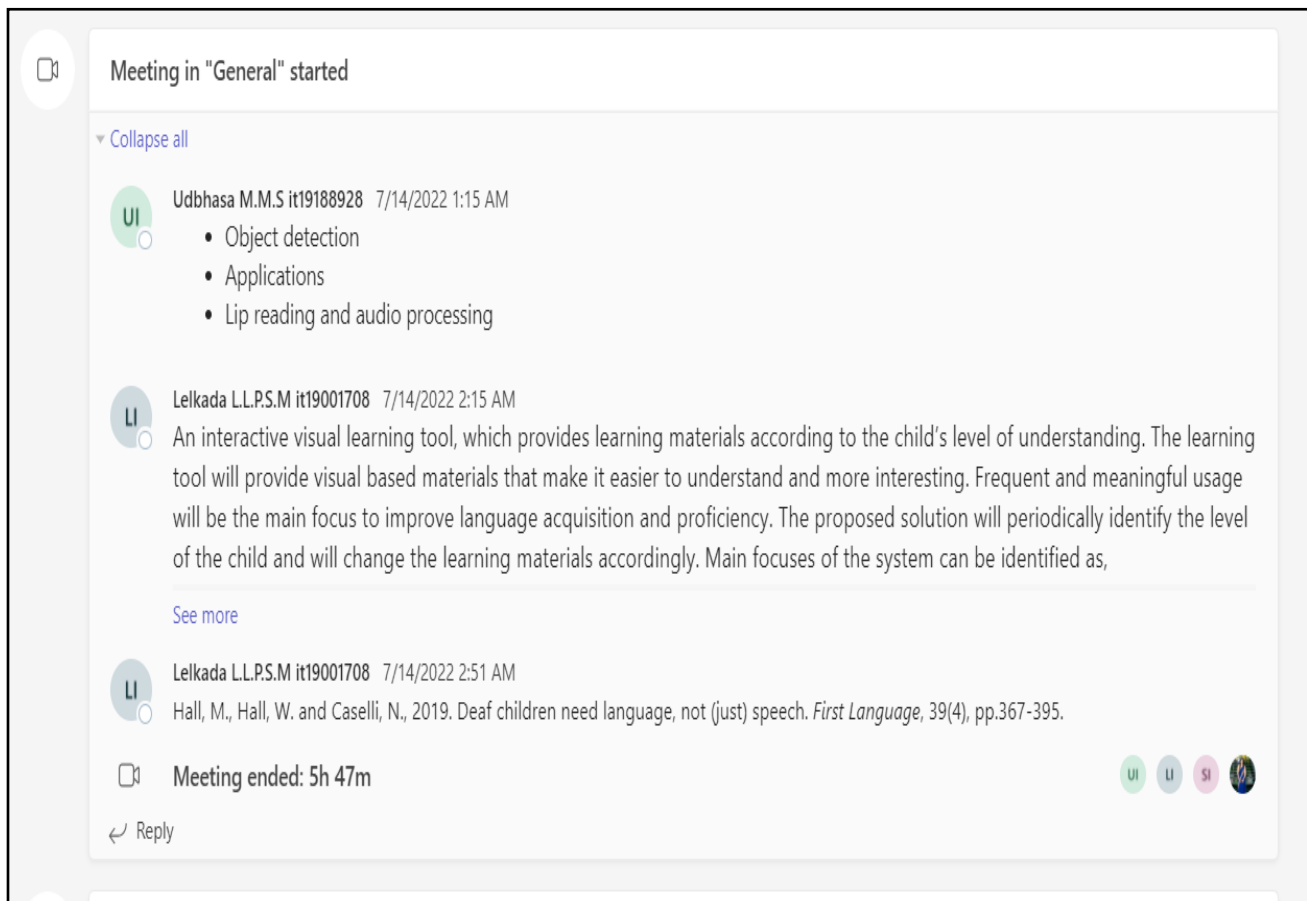 Meeting in "General" started
Collapse all
UI
Udbhasa M.M.S it19188928 7/14/2022 1:15 AM
• Object detection
• Applications
• Lip reading and audio processing
LI
Lelkada L.L.P.S.M it19001708 7/14/2022 2:15 AM
An interactive visual learning tool, which provides learning materials according to the child’s level of understanding. The learning
tool will provide visual based materials that make it easier to understand and more interesting. Frequent and meaningful usage
will be the main focus to improve language acquisition and proficiency. The proposed solution will periodically identify the level
of the child and will change the learning materials accordingly. Main focuses of the system can be identified as,
See more
LI
Lelkada L.L.P.S.M it19001708 7/14/2022 2:51 AM
Hall, M., Hall, W. and Caselli, N., 2019. Deaf children need language, not (just) speech. First Language, 39(4), pp.367-395.
Meeting ended: 5h 47m
UI LI SI
Reply